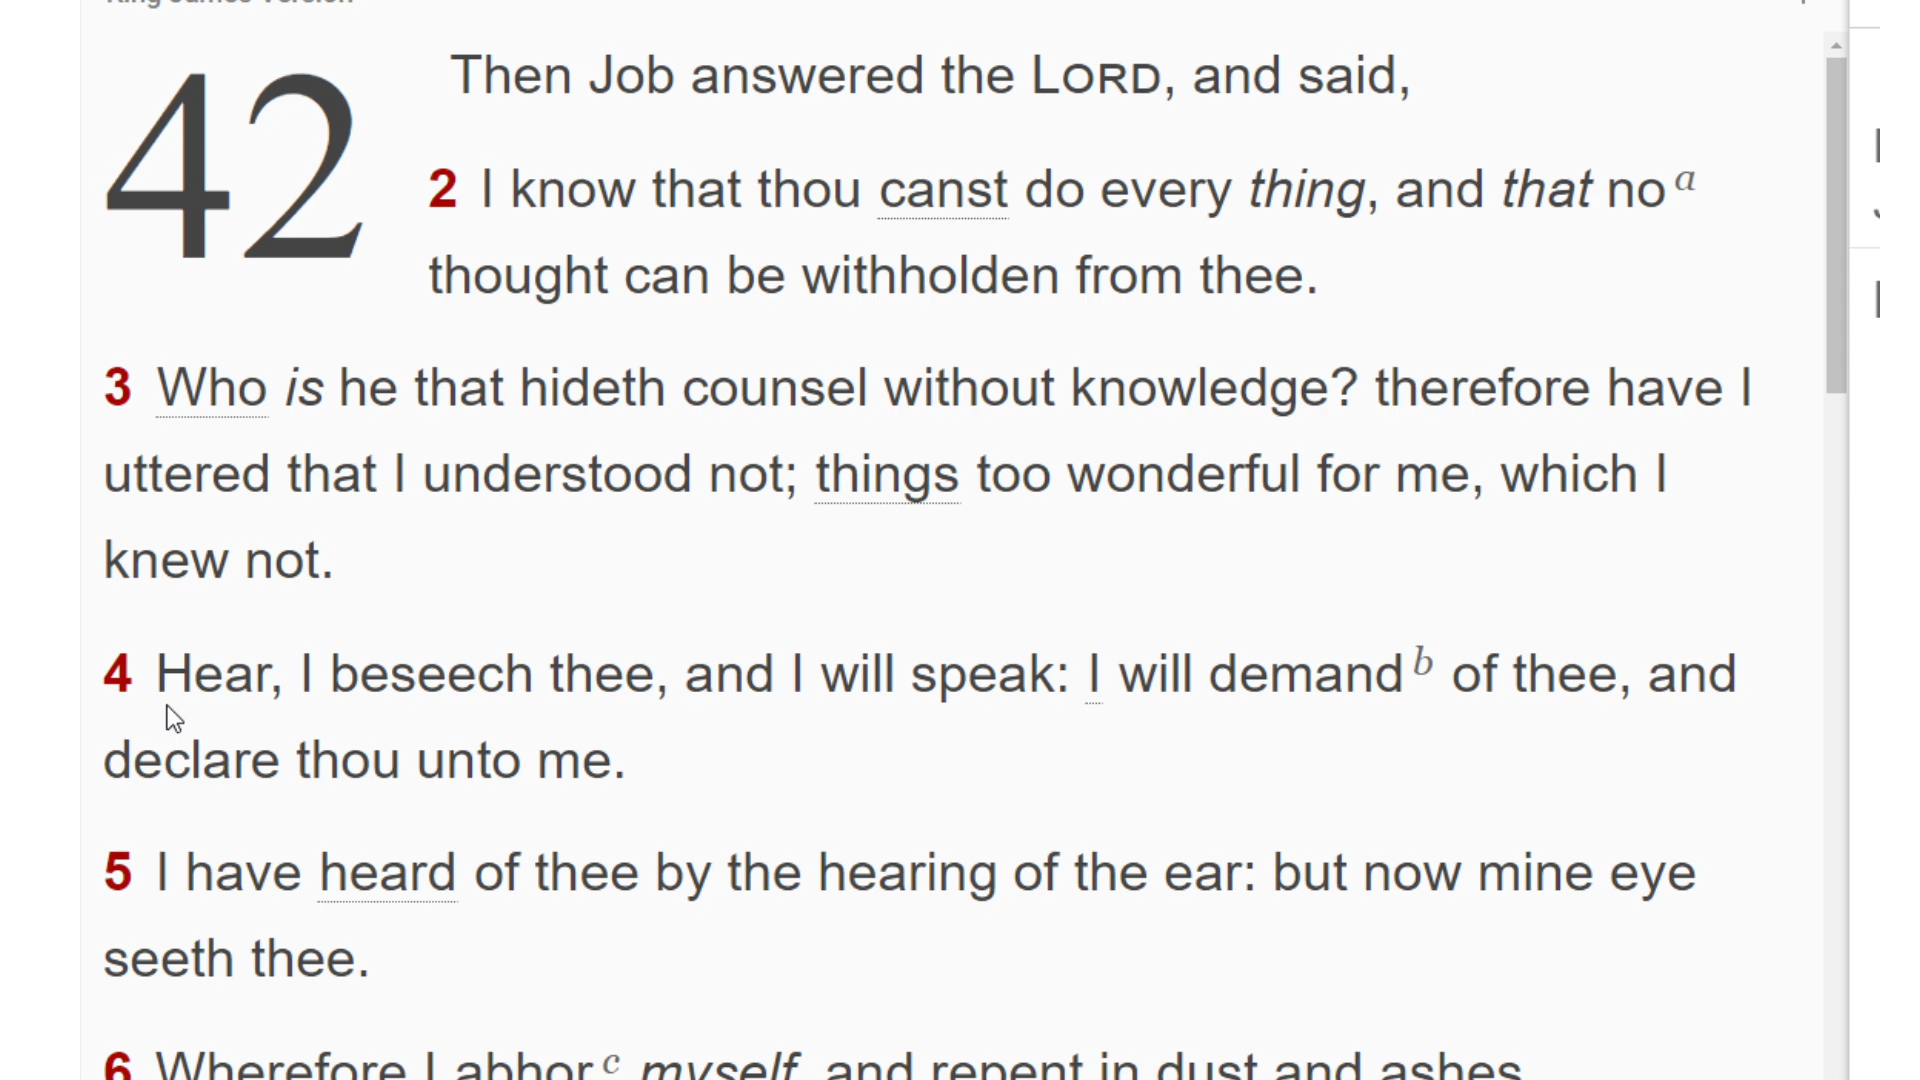 King James Version
42 Then Job answered the LORD, and said,
2 I know that thou canst do every thing, and that no a
thought can be withholden from thee.
3 Who is he that hideth counsel without knowledge? therefore have I
uttered that I understood not; things too wonderful for me, which I
knew not.
4 Hear, I beseech thee, and I will speak: I will demand b of thee, and
declare thou unto me.
5 I have heard of thee by the hearing of the ear: but now mine eye
seeth thee.
6 Wherefore I abhor c myself, and repent in dust and ashes.